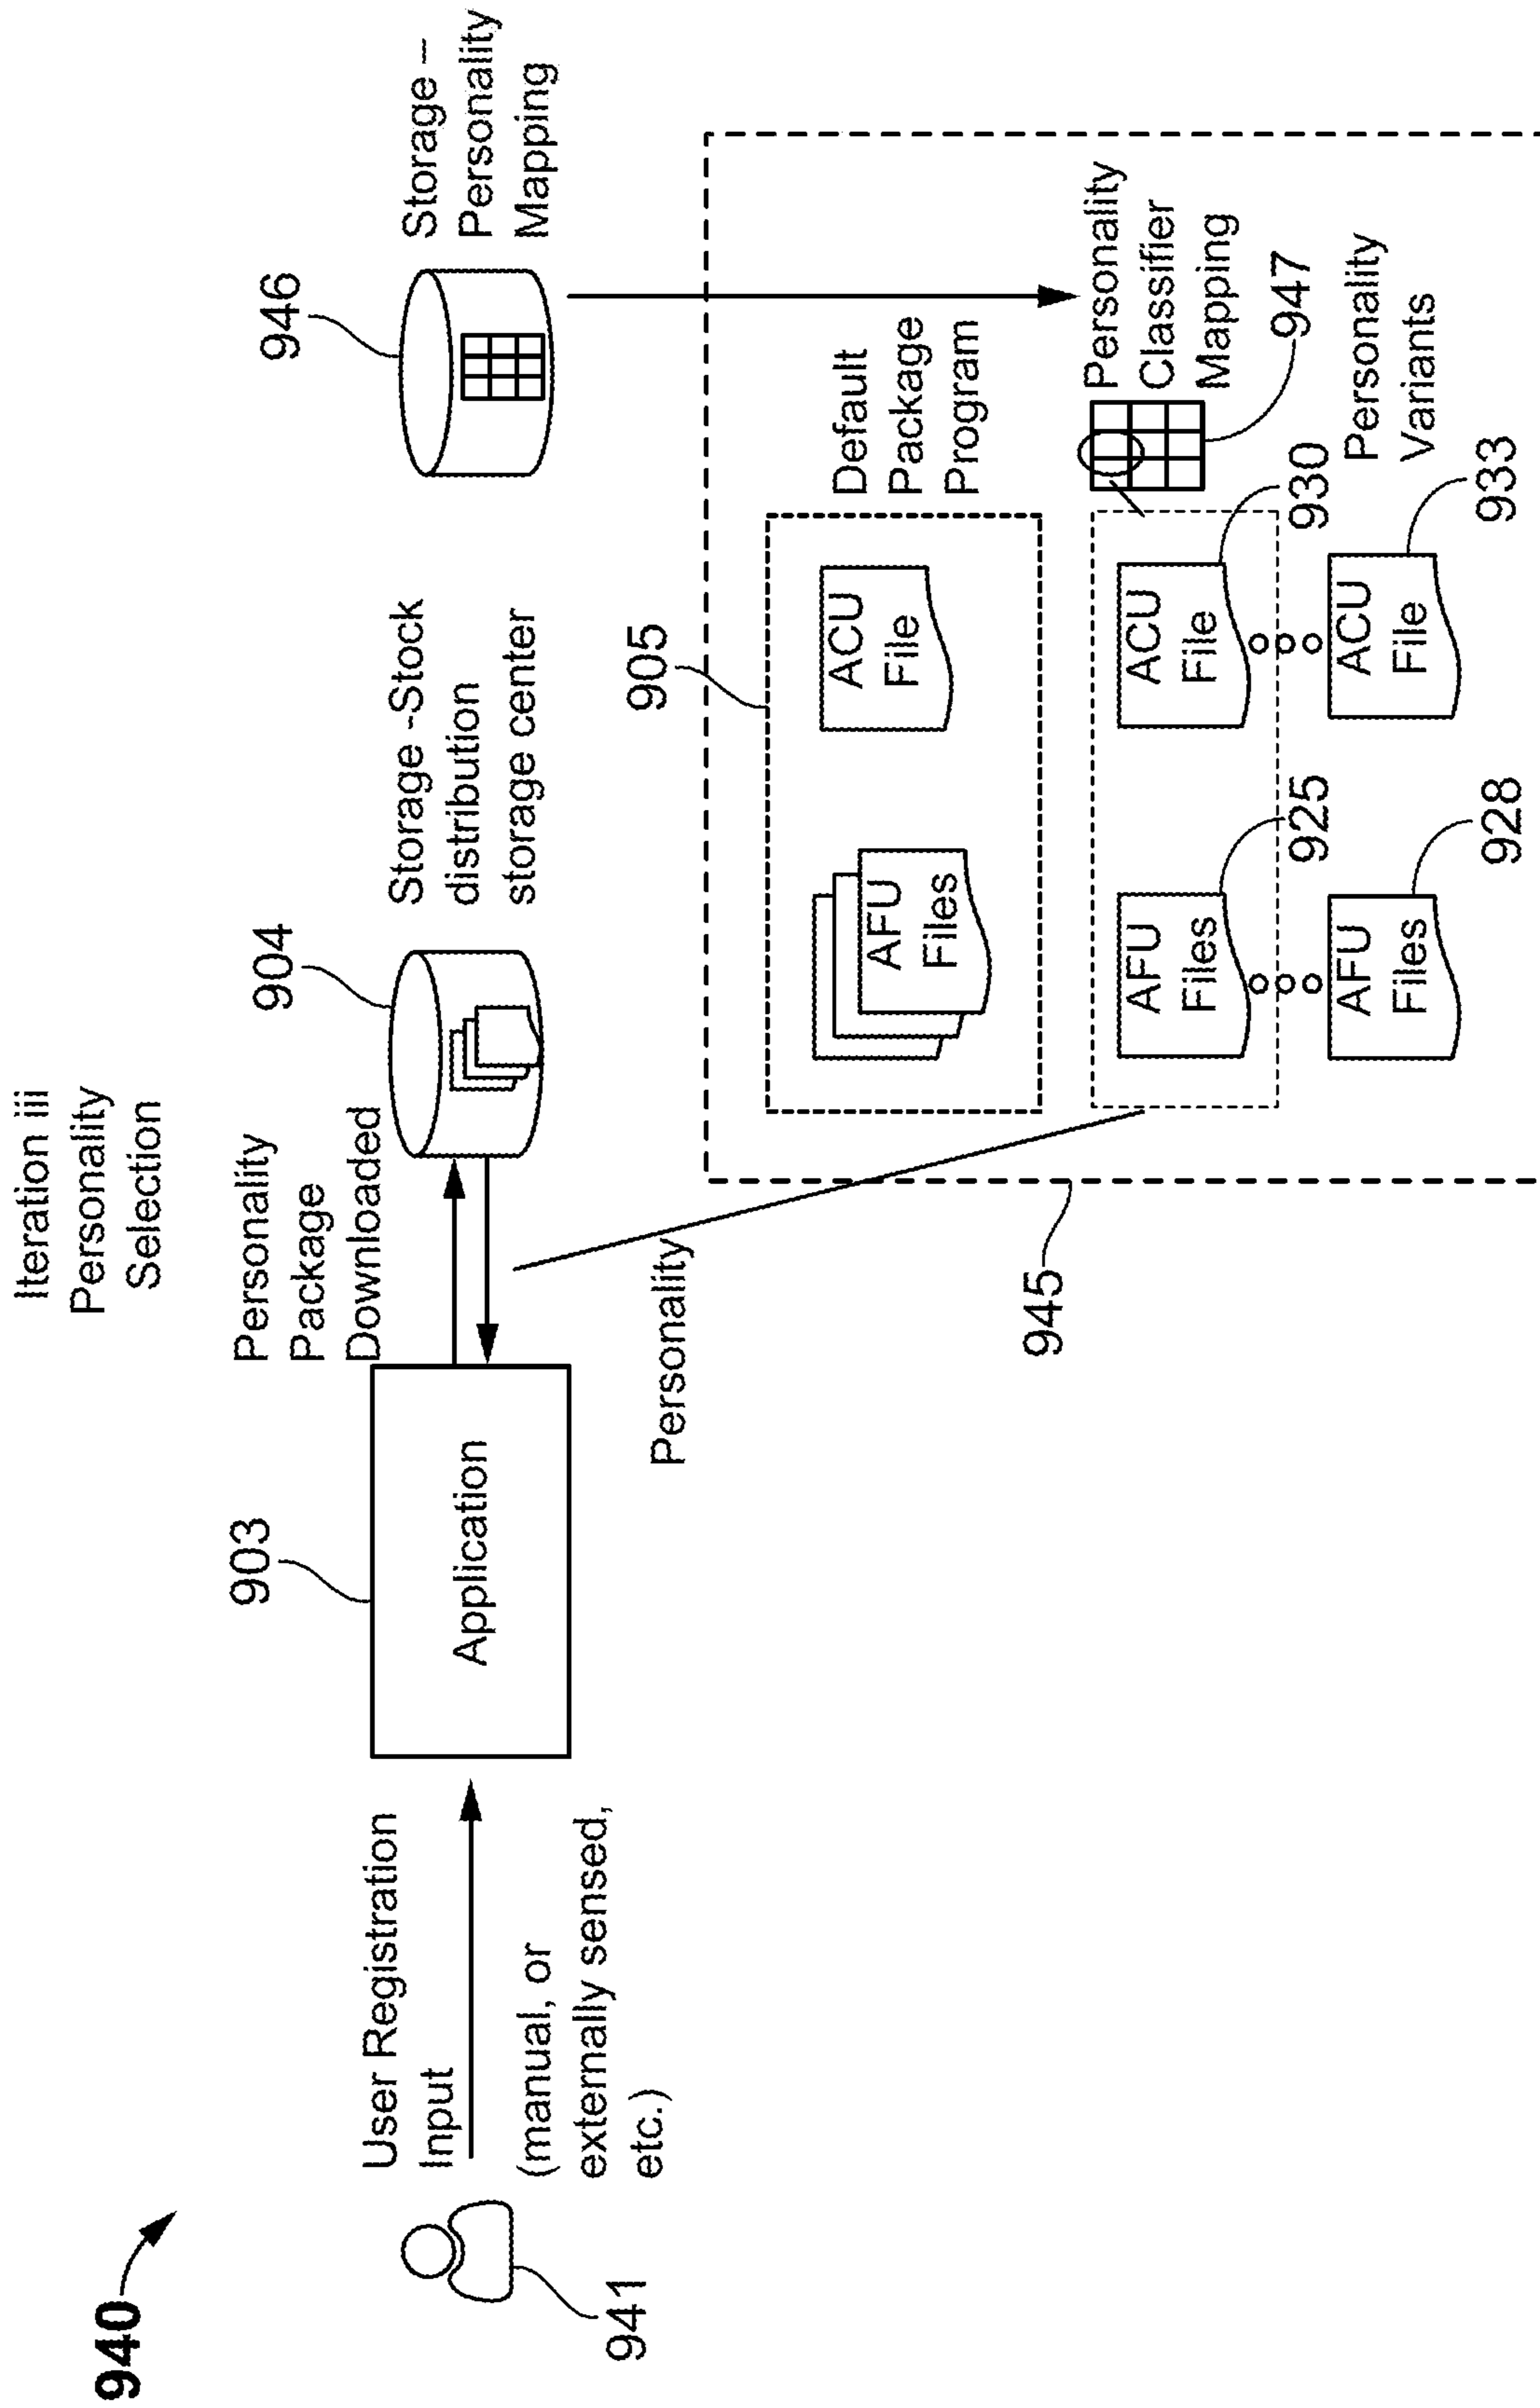 940
Iteration iii
Personality
Selection
941
User Registration
Input
(manual, or
externally sensed,
etc.)
903
Application
Personality
Package
Downloaded
904
Storage -Stock
distribution
storage center
946
Storage –
Personality
Mapping
Personality
945
905
AFU
Files
ACU
File
Default
Package
Program
AFU
Files
925
ACU
File
930
Personality
Classifier
Mapping
947
AFU
Files
928
ACU
File
933
Personality
Variants